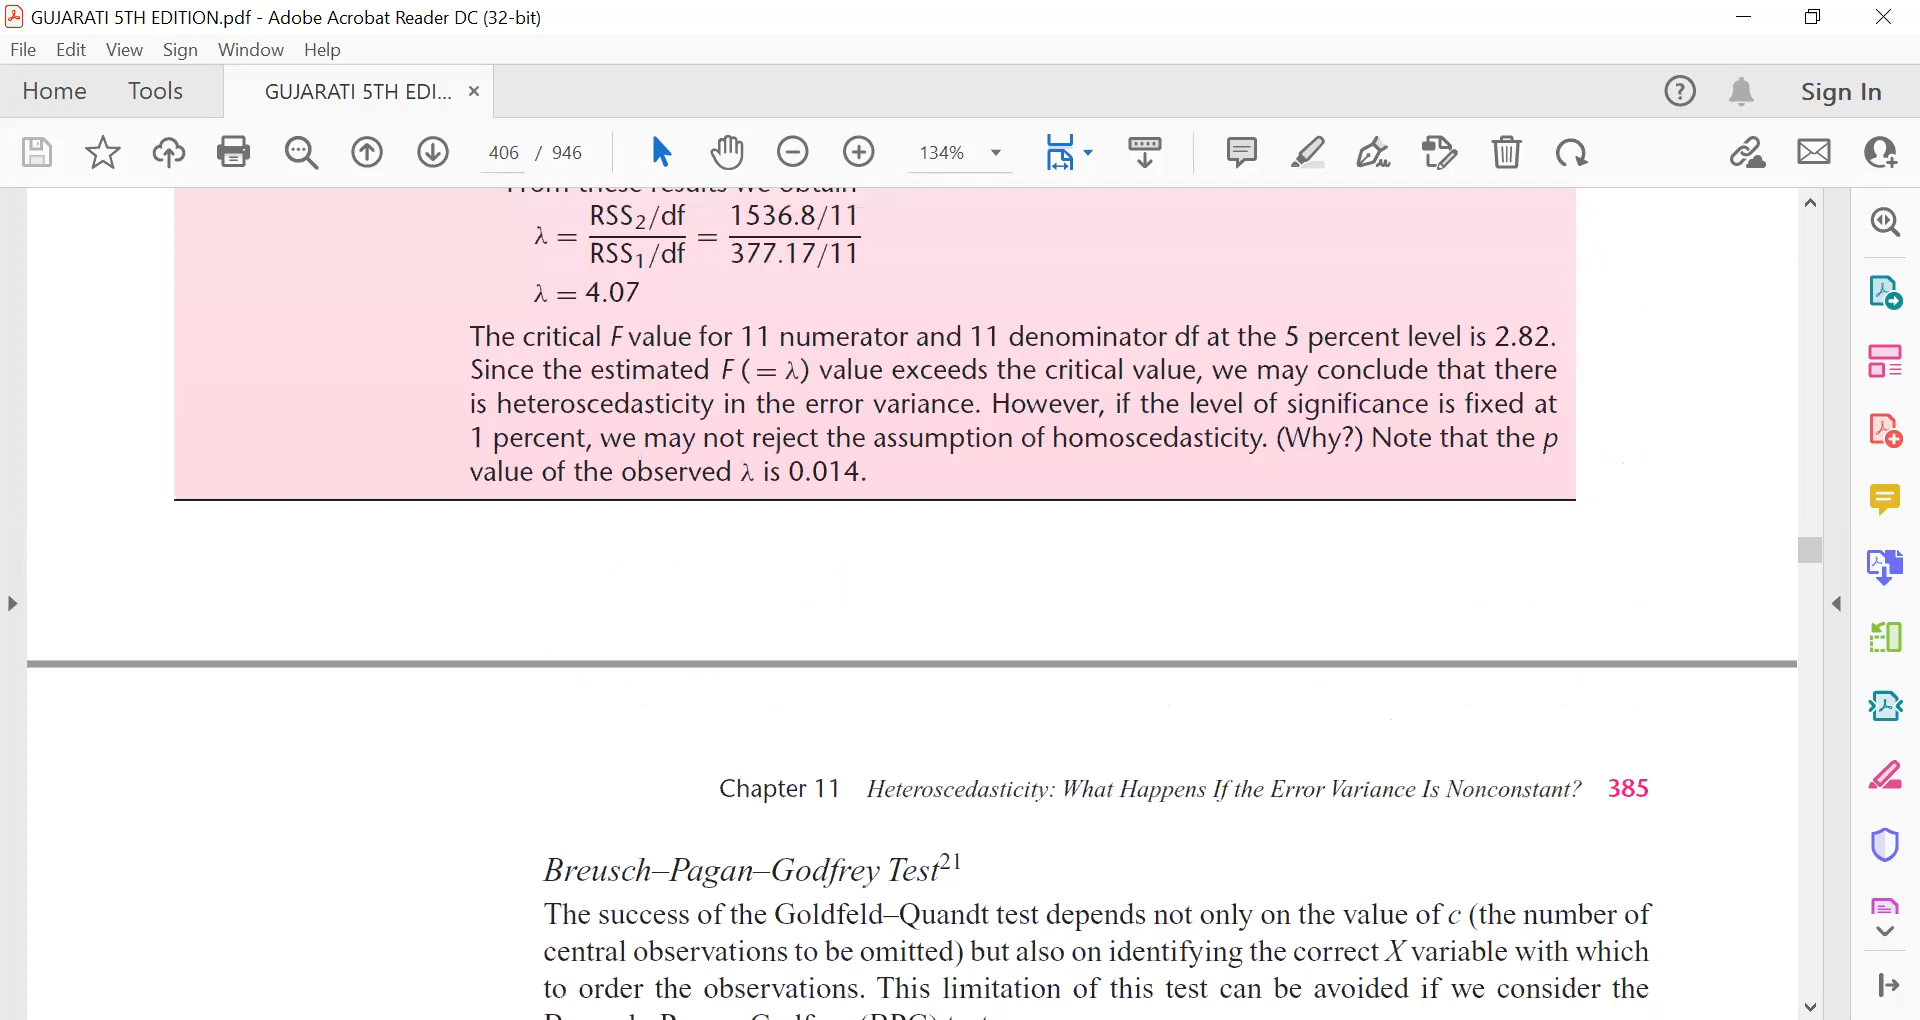 GUJARATI 5TH EDITION.pdf - Adobe Acrobat Reader DC (32-bit)
File Edit View Sign Window Help
Home Tools GUJARATI 5TH EDI... × Sign In
406 / 946 134%
From these results we obtain
λ = RSS₂/df / RSS₁/df = 1536.8/11 / 377.17/11
λ = 4.07
The critical F value for 11 numerator and 11 denominator df at the 5 percent level is 2.82.
Since the estimated F (= λ) value exceeds the critical value, we may conclude that there
is heteroscedasticity in the error variance. However, if the level of significance is fixed at
1 percent, we may not reject the assumption of homoscedasticity. (Why?) Note that the p
value of the observed λ is 0.014.
Chapter 11 Heteroscedasticity: What Happens If the Error Variance Is Nonconstant? 385
Breusch–Pagan–Godfrey Test²¹
The success of the Goldfeld–Quandt test depends not only on the value of c (the number of
central observations to be omitted) but also on identifying the correct X variable with which
to order the observations. This limitation of this test can be avoided if we consider the